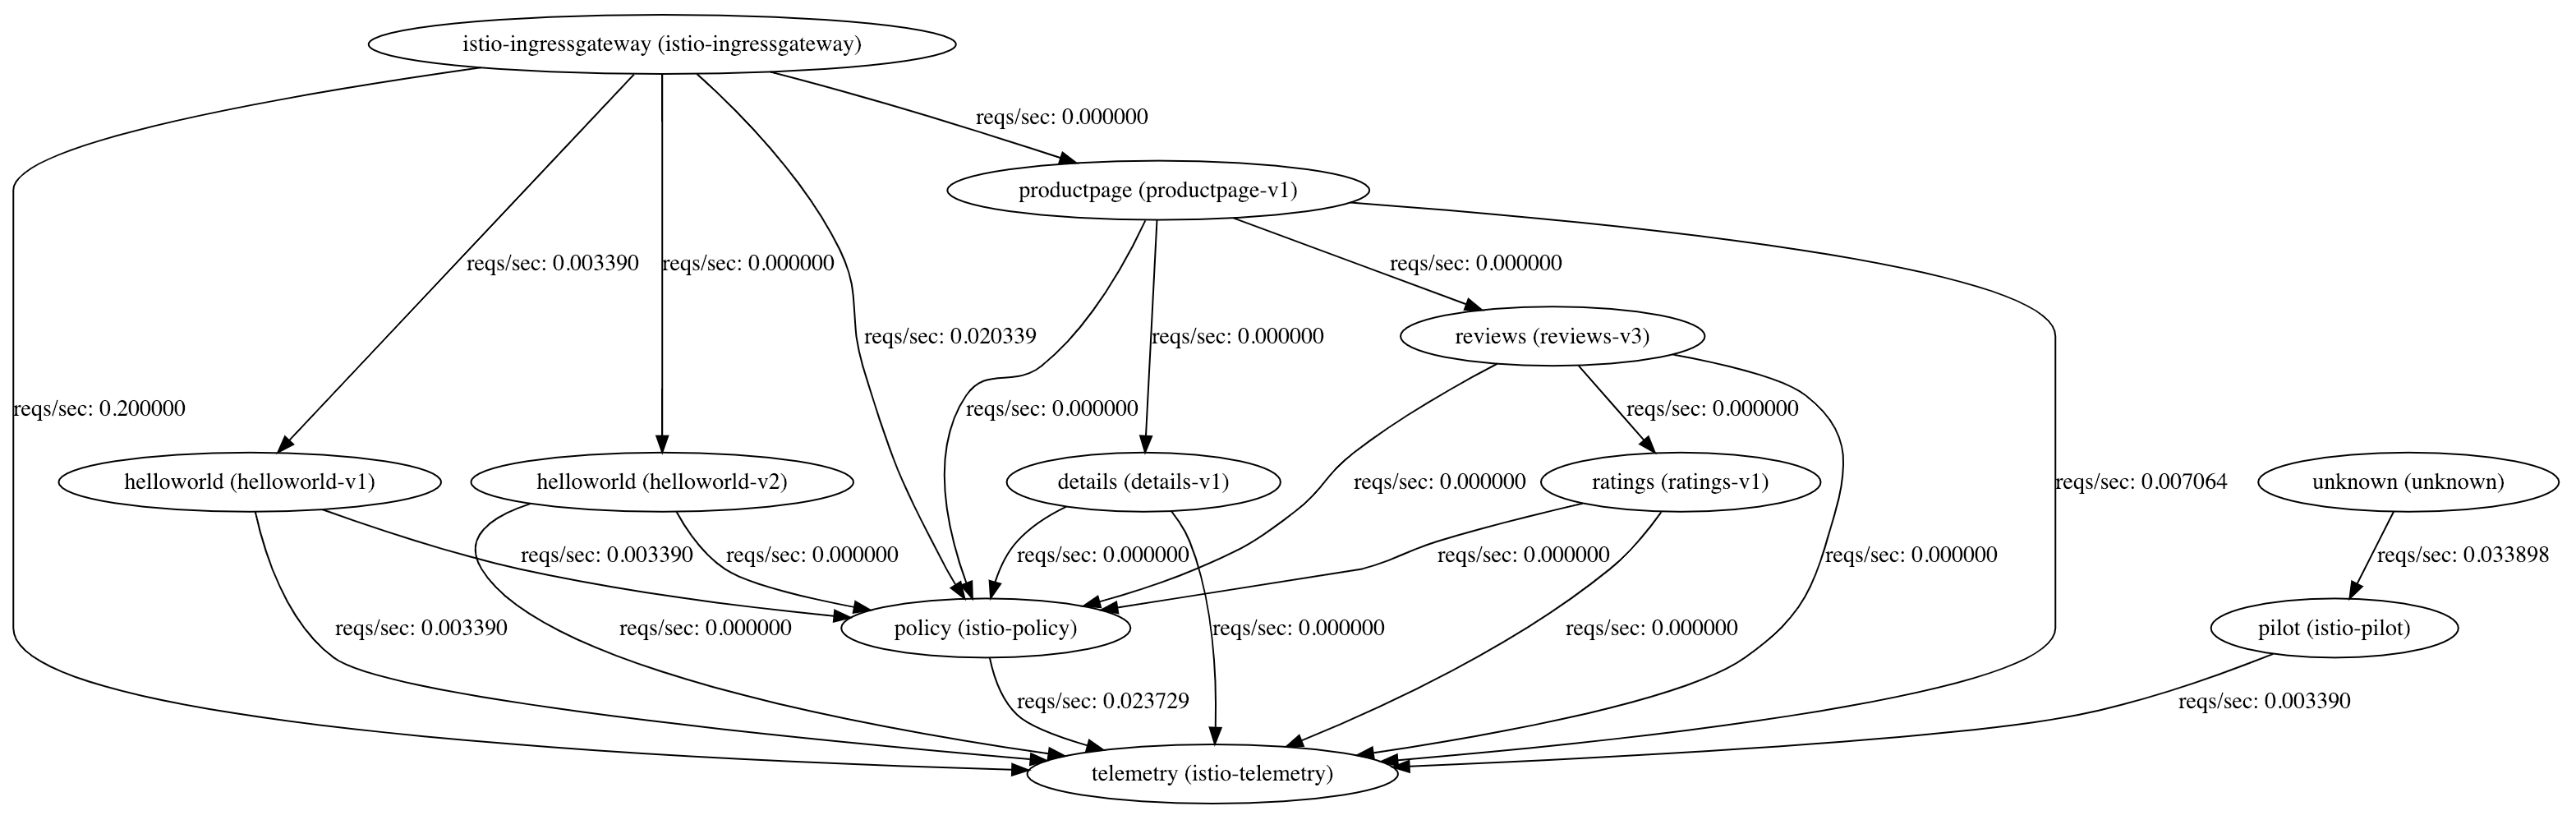 istio-ingressgateway (istio-ingressgateway)
reqs/sec: 0.000000
productpage (productpage-v1)
reqs/sec: 0.003390
reqs/sec: 0.000000
reqs/sec: 0.000000
reqs/sec: 0.020339
reqs/sec: 0.000000
reviews (reviews-v3)
reqs/sec: 0.200000
reqs/sec: 0.000000
reqs/sec: 0.000000
helloworld (helloworld-v1)
helloworld (helloworld-v2)
details (details-v1)
reqs/sec: 0.000000
ratings (ratings-v1)
reqs/sec: 0.007064
unknown (unknown)
reqs/sec: 0.003390
reqs/sec: 0.000000
reqs/sec: 0.000000
reqs/sec: 0.000000
reqs/sec: 0.000000
reqs/sec: 0.033898
reqs/sec: 0.003390
reqs/sec: 0.000000
policy (istio-policy)
reqs/sec: 0.000000
reqs/sec: 0.000000
pilot (istio-pilot)
reqs/sec: 0.023729
reqs/sec: 0.003390
telemetry (istio-telemetry)